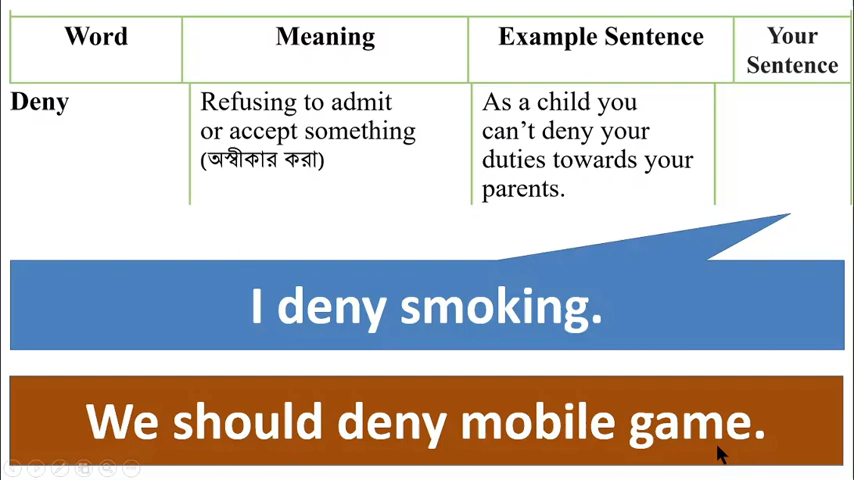 Word Meaning Example Sentence Your Sentence
Deny
Refusing to admit
or accept something
(অস্বীকার করা)
As a child you
can't deny your
duties towards your
parents.
I deny smoking.
We should deny mobile game.